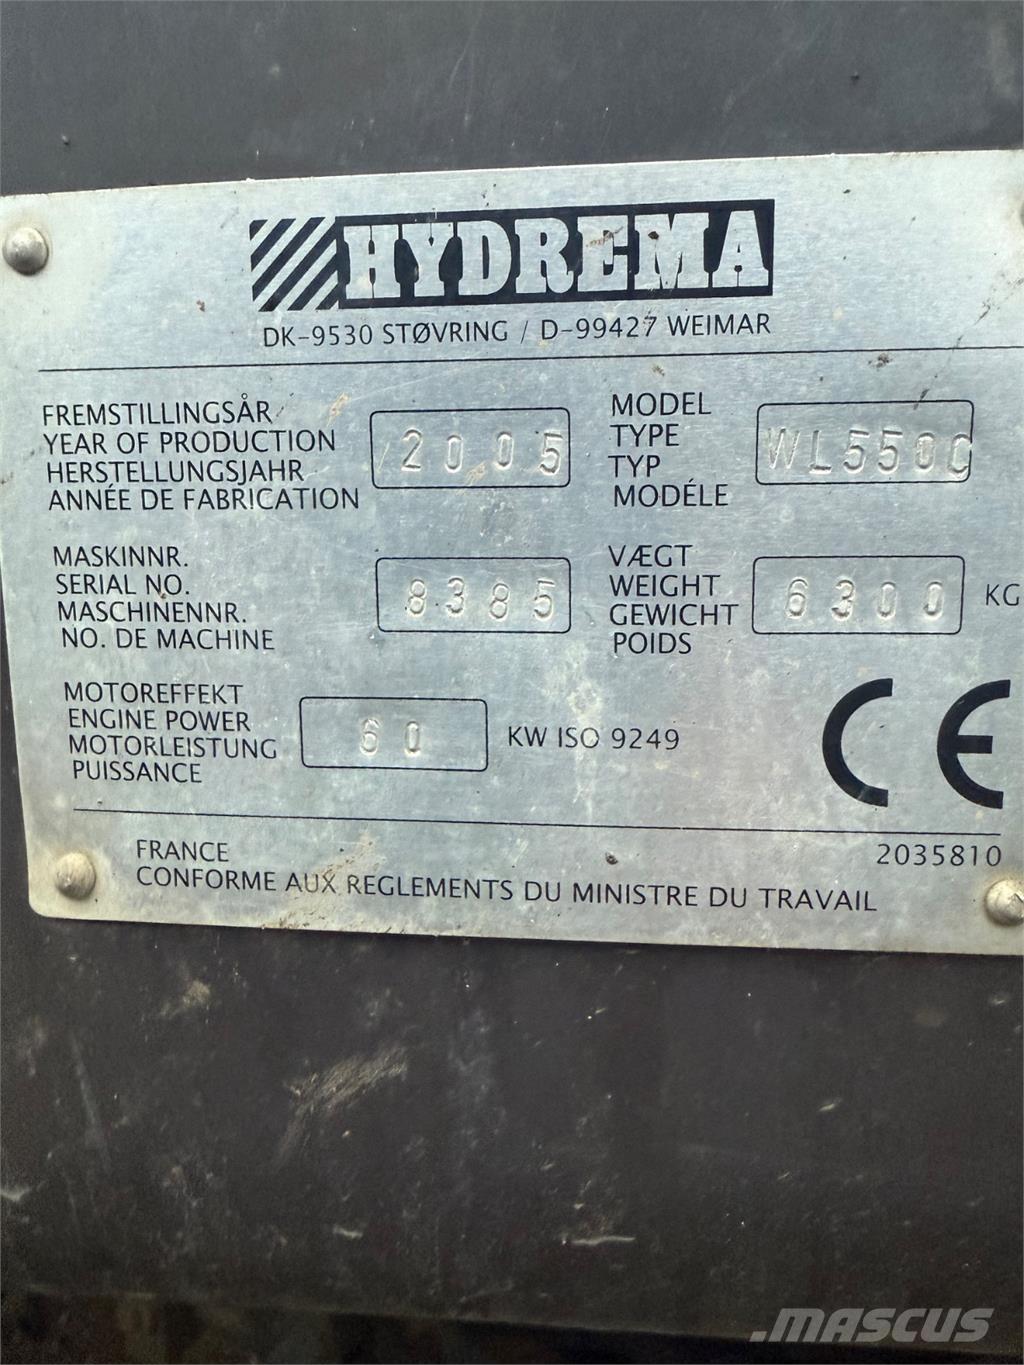 HYDREMA
DK-9530 STØVRING / D-99427 WEIMAR
FREMSTILLINGSÅR
YEAR OF PRODUCTION
HERSTELLUNGSJAHR
ANNÉE DE FABRICATION
2005
MODEL
TYPE
TYP
MODÉLE
WL550C
MASKINNR.
SERIAL NO.
MASCHINENNR.
NO. DE MACHINE
8385
VÆGT
WEIGHT
GEWICHT
POIDS
6300 KG
MOTOREFFEKT
ENGINE POWER
MOTORLEISTUNG
PUISSANCE
60 KW ISO 9249
CE
2035810
FRANCE
CONFORME AUX REGLEMENTS DU MINISTRE DU TRAVAIL
.MASCUS